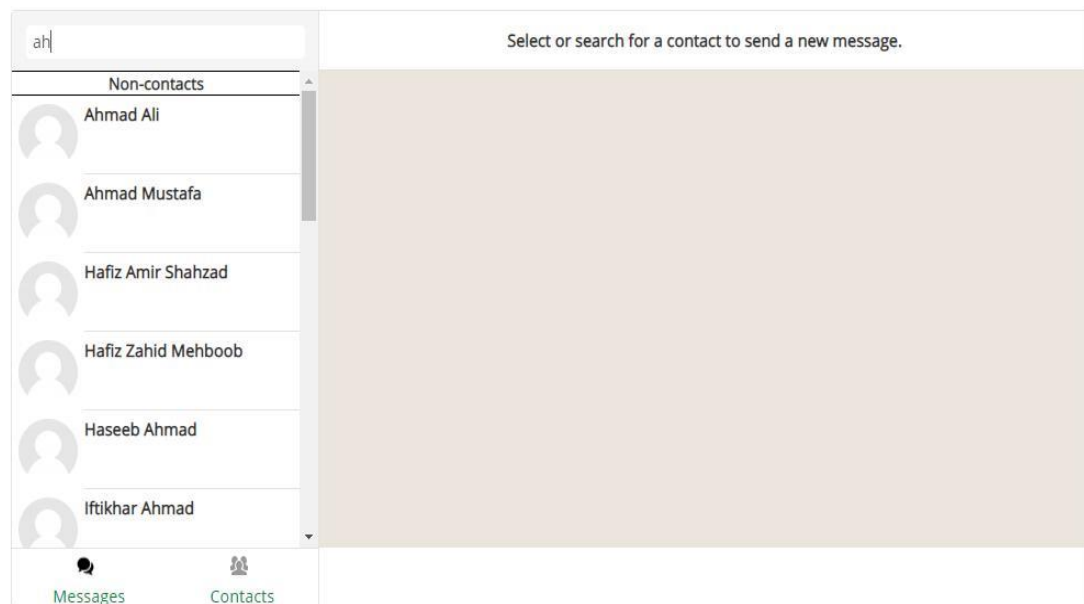 ah
Select or search for a contact to send a new message.
Non-contacts
Ahmad Ali
Ahmad Mustafa
Hafiz Amir Shahzad
Hafiz Zahid Mehboob
Haseeb Ahmad
Iftikhar Ahmad
Messages
Contacts